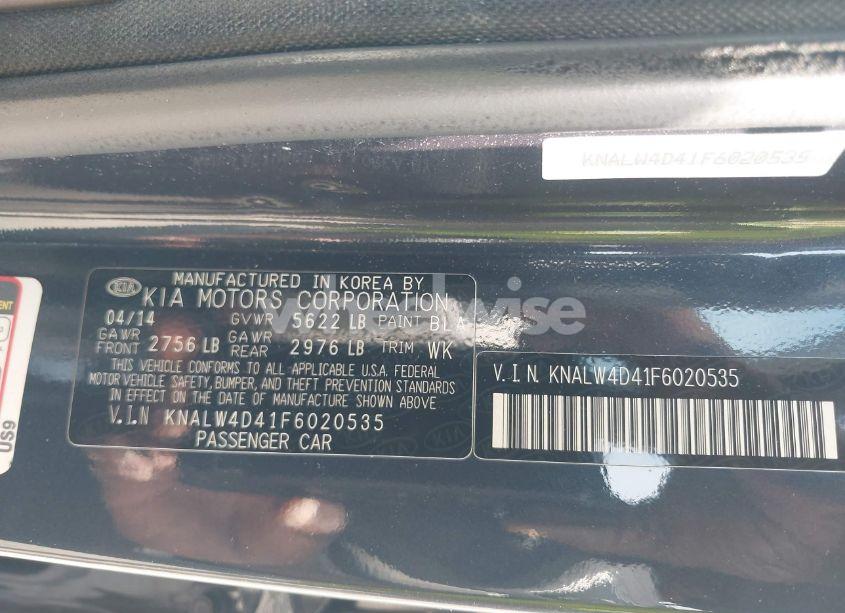 KNALW4D41F6020535
MANUFACTURED IN KOREA BY
KIA KIA MOTORS CORPORATION
04/14 GVWR 5622 LB PAINT BLA
GAWR FRONT 2756 LB GAWR REAR 2976 LB TRIM WK
THIS VEHICLE CONFORMS TO ALL APPLICABLE U.S.A. FEDERAL
MOTOR VEHICLE SAFETY, BUMPER, AND THEFT PREVENTION STANDARDS
IN EFFECT ON THE DATE OF MANUFACTURE SHOWN ABOVE
V.I.N KNALW4D41F6020535
PASSENGER CAR
V.I.N. KNALW4D41F6020535
US9